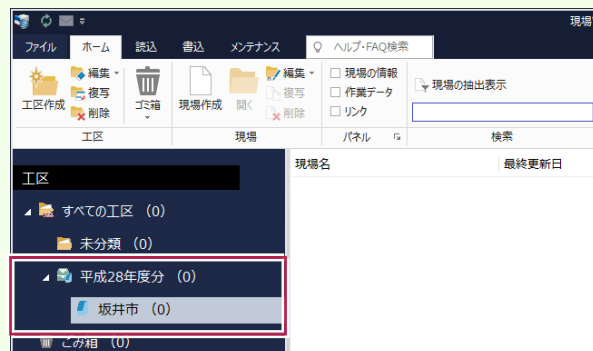 現場
ファイル ホーム 読込 書込 メンテナンス ヘルプ・FAQ検索
工区作成 編集 複写 削除 ゴミ箱 現場作成 開く 編集 複写 削除 現場の情報 作業データ リンク 現場の抽出表示
工区 現場 パネル 検索
工区 現場名 最終更新日
すべての工区 (0)
未分類 (0)
平成28年度分 (0)
坂井市 (0)
ごみ箱 (0)